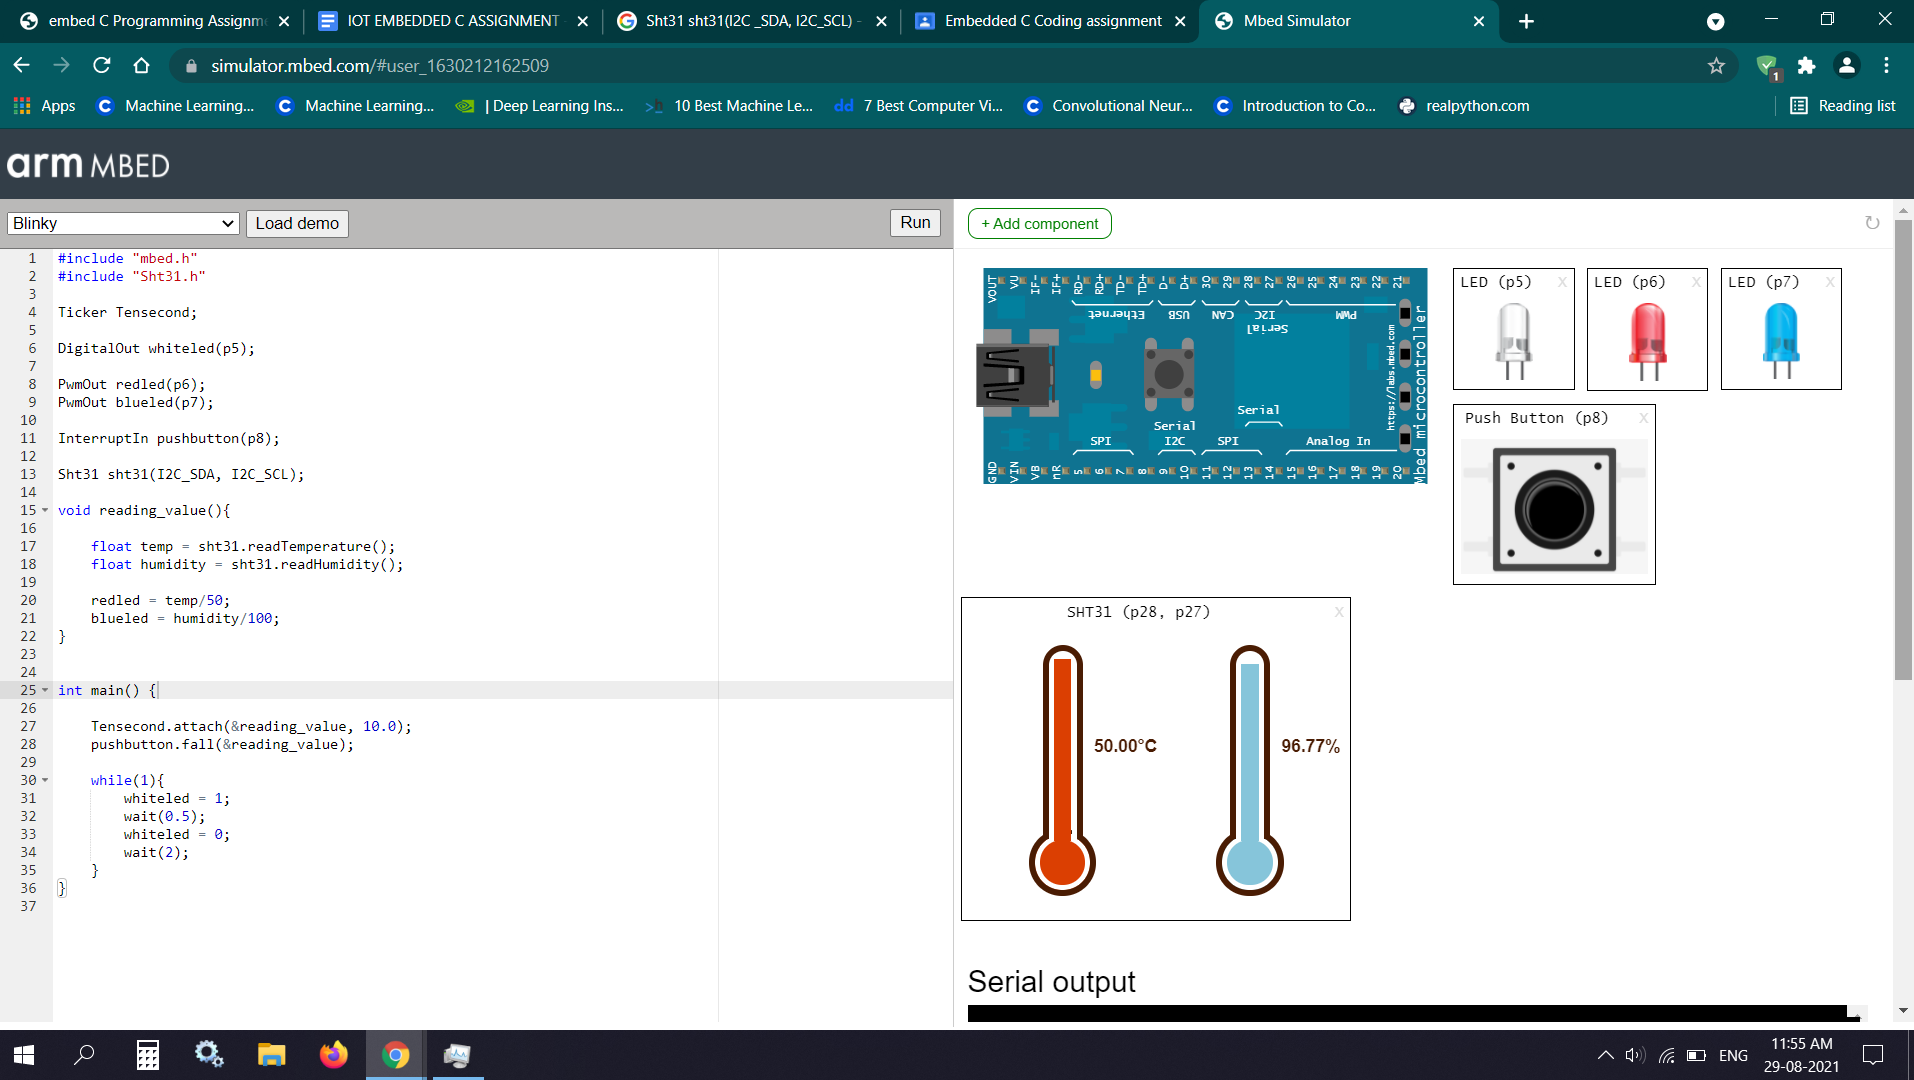 embed C Programming Assignm
IOT EMBEDDED C ASSIGNMENT
Sht31 sht31(I2C _SDA, I2C_SCL) -
Embedded C Coding assignment
Mbed Simulator
simulator.mbed.com/#user_1630212162509
1
Apps
Machine Learning...
Machine Learning...
| Deep Learning Ins...
10 Best Machine Le...
7 Best Computer Vi...
Convolutional Neur...
Introduction to Co...
realpython.com
Reading list
arm MBED
Blinky
Load demo
Run
+ Add component
1 #include "mbed.h"
2 #include "Sht31.h"
3
4 Ticker Tensecond;
5
6 DigitalOut whiteled(p5);
7
8 PwmOut redled(p6);
9 PwmOut blueled(p7);
10
11 InterruptIn pushbutton(p8);
12
13 Sht31 sht31(I2C_SDA, I2C_SCL);
14
15 void reading_value(){
16
17 float temp = sht31.readTemperature();
18 float humidity = sht31.readHumidity();
19
20 redled = temp/50;
21 blueled = humidity/100;
22 }
23
24
25 int main() {
26
27 Tensecond.attach(&reading_value, 10.0);
28 pushbutton.fall(&reading_value);
29
30 while(1){
31 whiteled = 1;
32 wait(0.5);
33 whiteled = 0;
34 wait(2);
35 }
36 }
37
VOUT VU IF- IF+ RD- RD+ TD- TD+ D- D+ 30 29 28 27 26 25 24 23 22 21
Ethernet USB CAN I2C PWM
Serial
https://labs.mbed.com
Mbed microcontroller
Serial
Serial
SPI I2C SPI Analog In
GND VIN VB nR 5 6 7 8 9 10 11 12 13 14 15 16 17 18 19 20
LED (p5) X
LED (p6) X
LED (p7) X
Push Button (p8) X
SHT31 (p28, p27) X
50.00°C
96.77%
Serial output
ENG
11:55 AM
29-08-2021